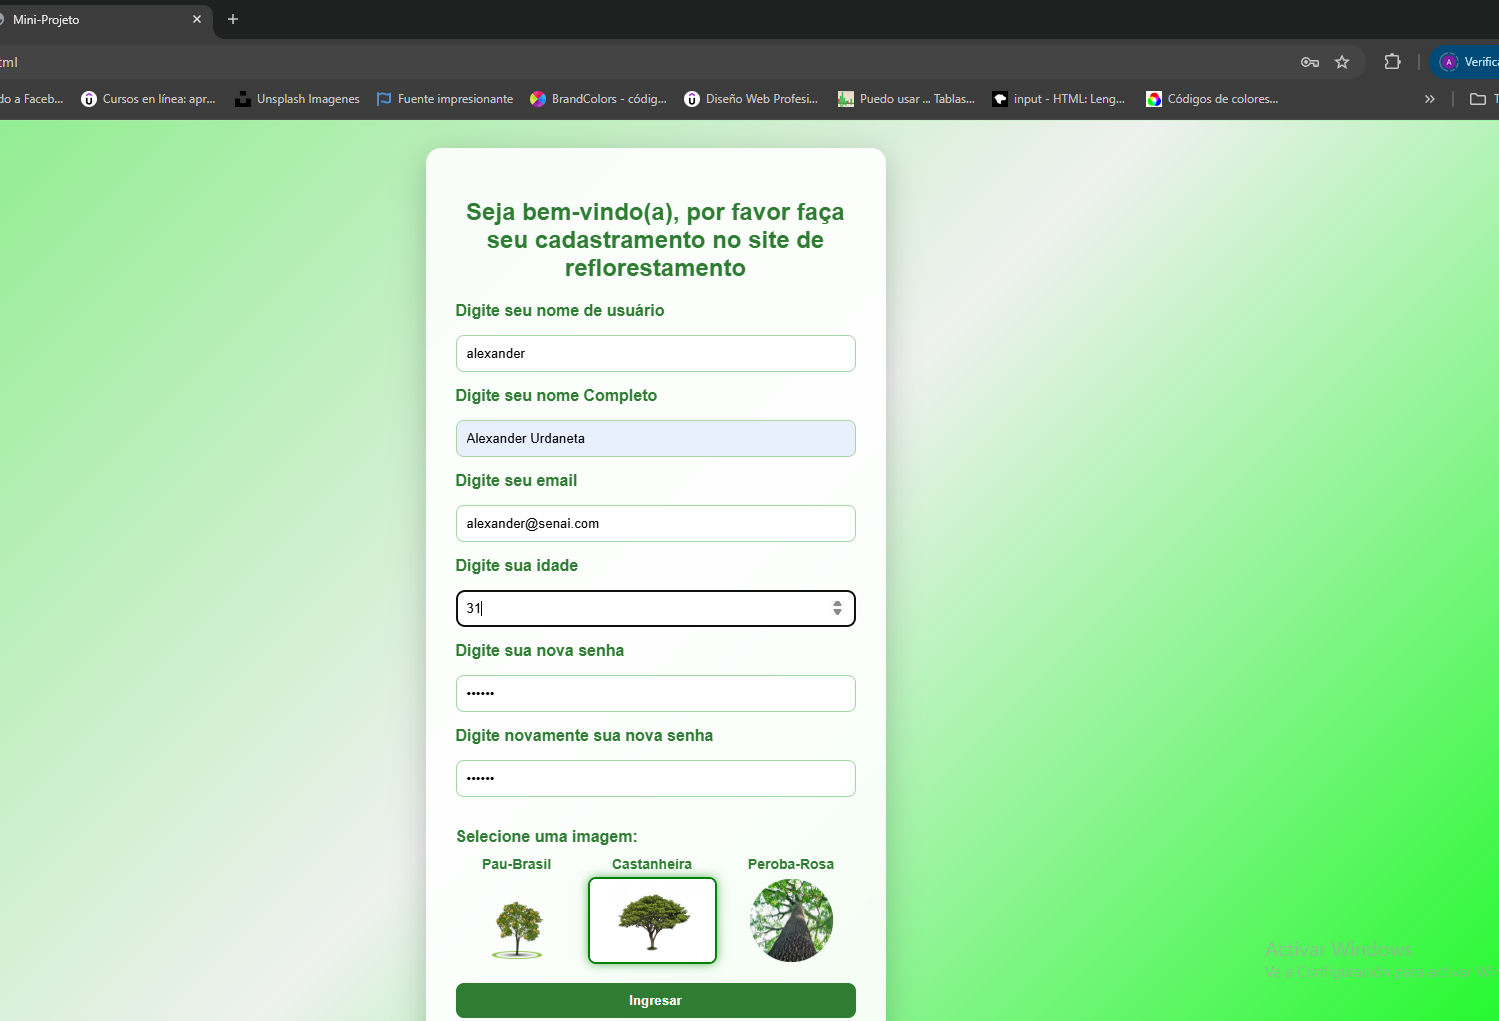 Mini-Projeto
tml
Verifica
do a Faceb...
Cursos en línea: apr...
Unsplash Imagenes
Fuente impresionante
BrandColors - códig...
Diseño Web Profesi...
Puedo usar ... Tablas...
input - HTML: Leng...
Códigos de colores...
Seja bem-vindo(a), por favor faça
seu cadastramento no site de
reflorestamento
Digite seu nome de usuário
alexander
Digite seu nome Completo
Alexander Urdaneta
Digite seu email
alexander@senai.com
Digite sua idade
31
Digite sua nova senha
••••••
Digite novamente sua nova senha
••••••
Selecione uma imagem:
Pau-Brasil
Castanheira
Peroba-Rosa
Ingresar
Activar Windows
Ve a Configuración para activar Wi